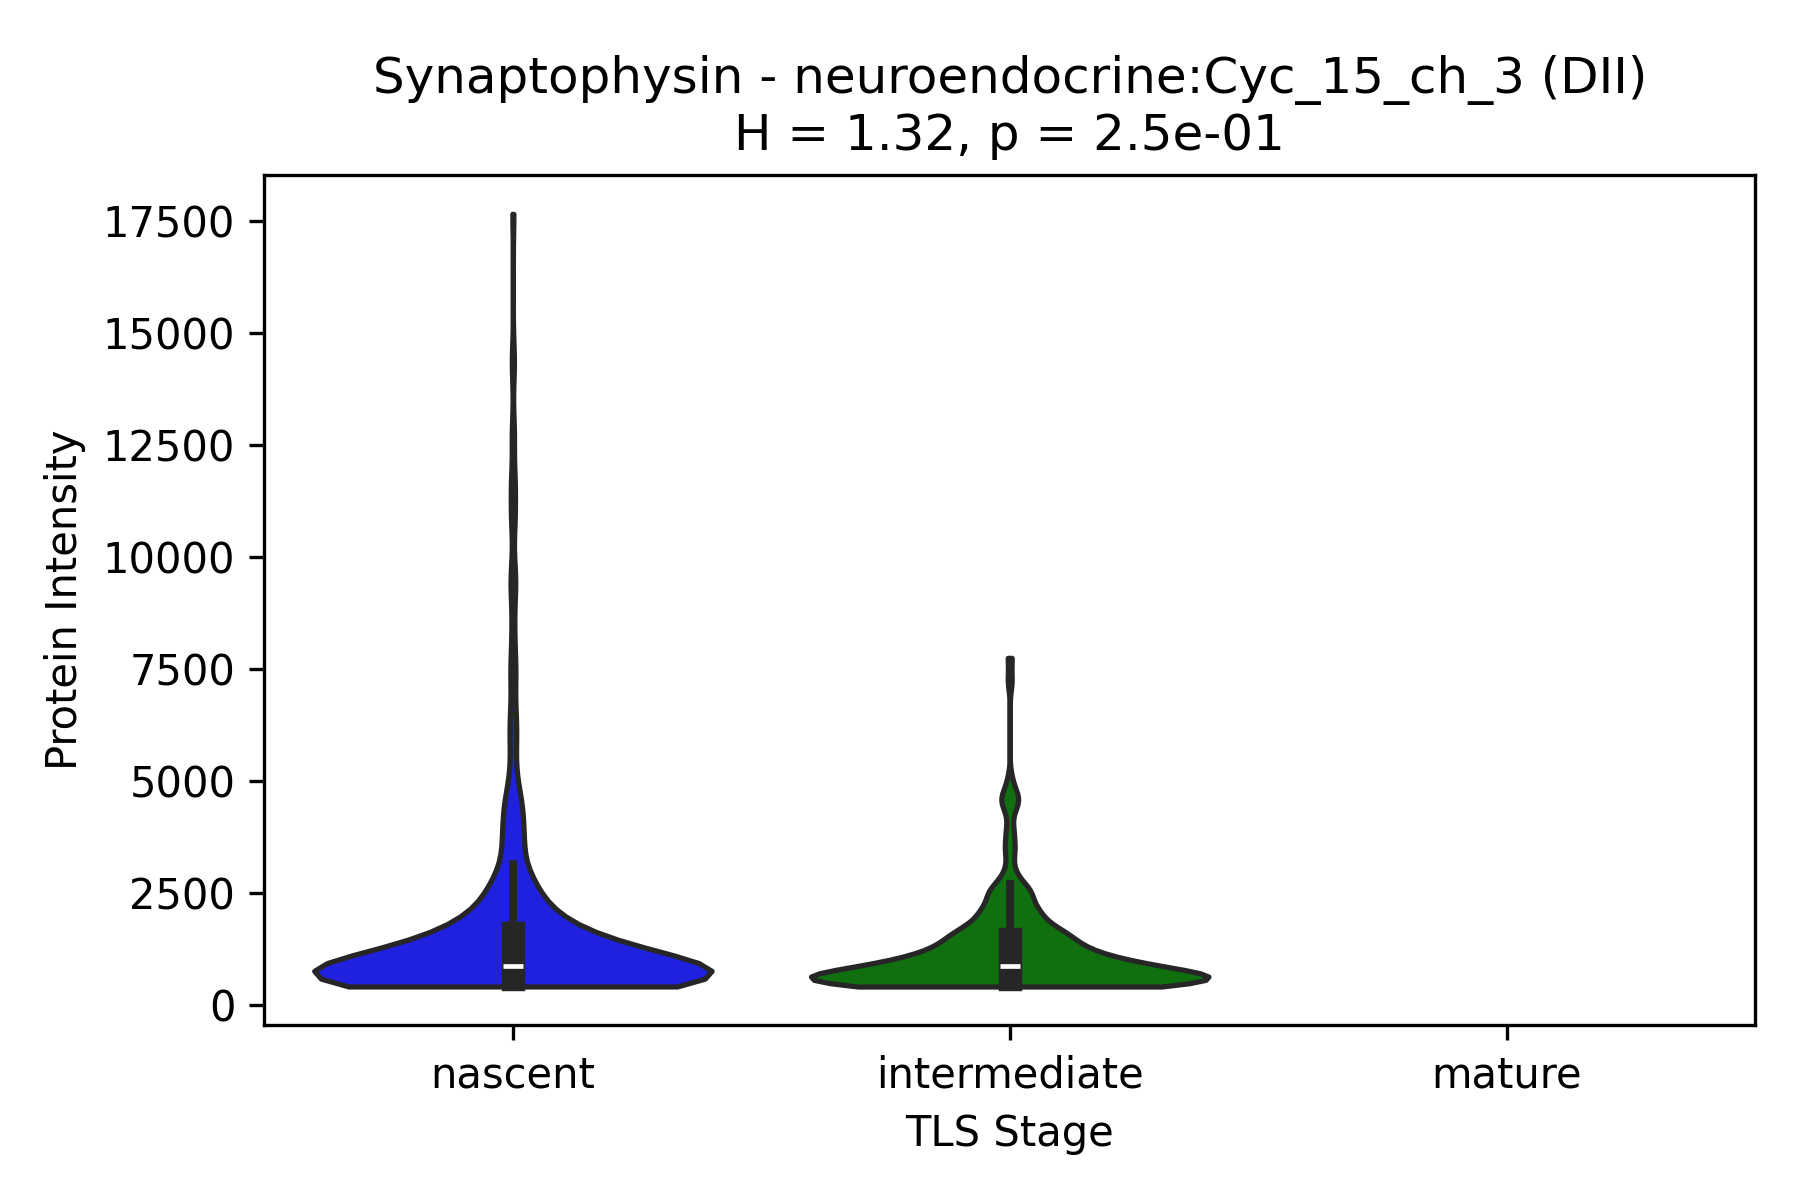 Synaptophysin - neuroendocrine:Cyc_15_ch_3 (DII)
H = 1.32, p = 2.5e-01
17500
15000
12500
10000
7500
5000
2500
0
Protein Intensity
nascent
intermediate
mature
TLS Stage